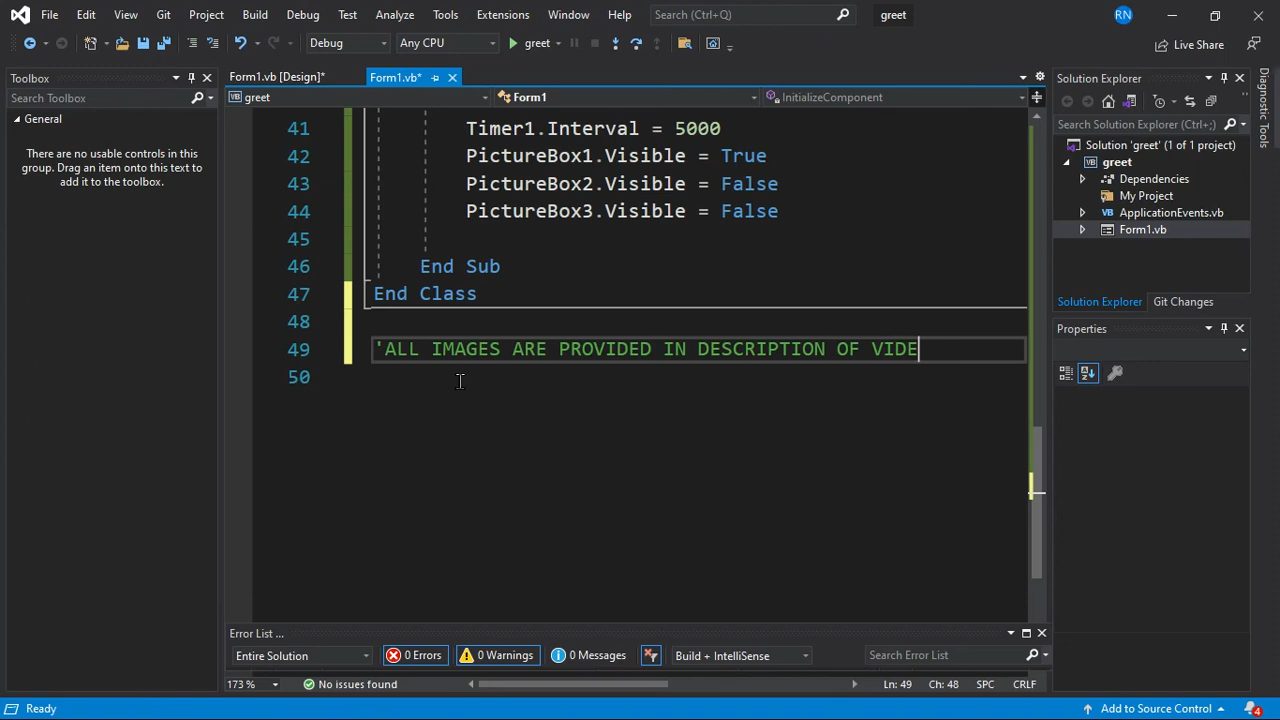 File Edit View Git Project Build Debug Test Analyze Tools Extensions Window Help Search (Ctrl+Q) greet RN
Debug Any CPU greet Live Share
Toolbox
Search Toolbox
General
There are no usable controls in this
group. Drag an item onto this text to
add it to the toolbox.
Form1.vb [Design]* Form1.vb*
greet Form1 InitializeComponent
41 Timer1.Interval = 5000
42 PictureBox1.Visible = True
43 PictureBox2.Visible = False
44 PictureBox3.Visible = False
45
46 End Sub
47 End Class
48
49 'ALL IMAGES ARE PROVIDED IN DESCRIPTION OF VIDE
50
Error List ...
Entire Solution 0 Errors 0 Warnings 0 Messages Build + IntelliSense Search Error List
173 % No issues found Ln: 49 Ch: 48 SPC CRLF
Solution Explorer
Search Solution Explorer (Ctrl+;)
Solution 'greet' (1 of 1 project)
greet
Dependencies
My Project
ApplicationEvents.vb
Form1.vb
Solution Explorer Git Changes
Properties
Diagnostic Tools
Ready Add to Source Control 4